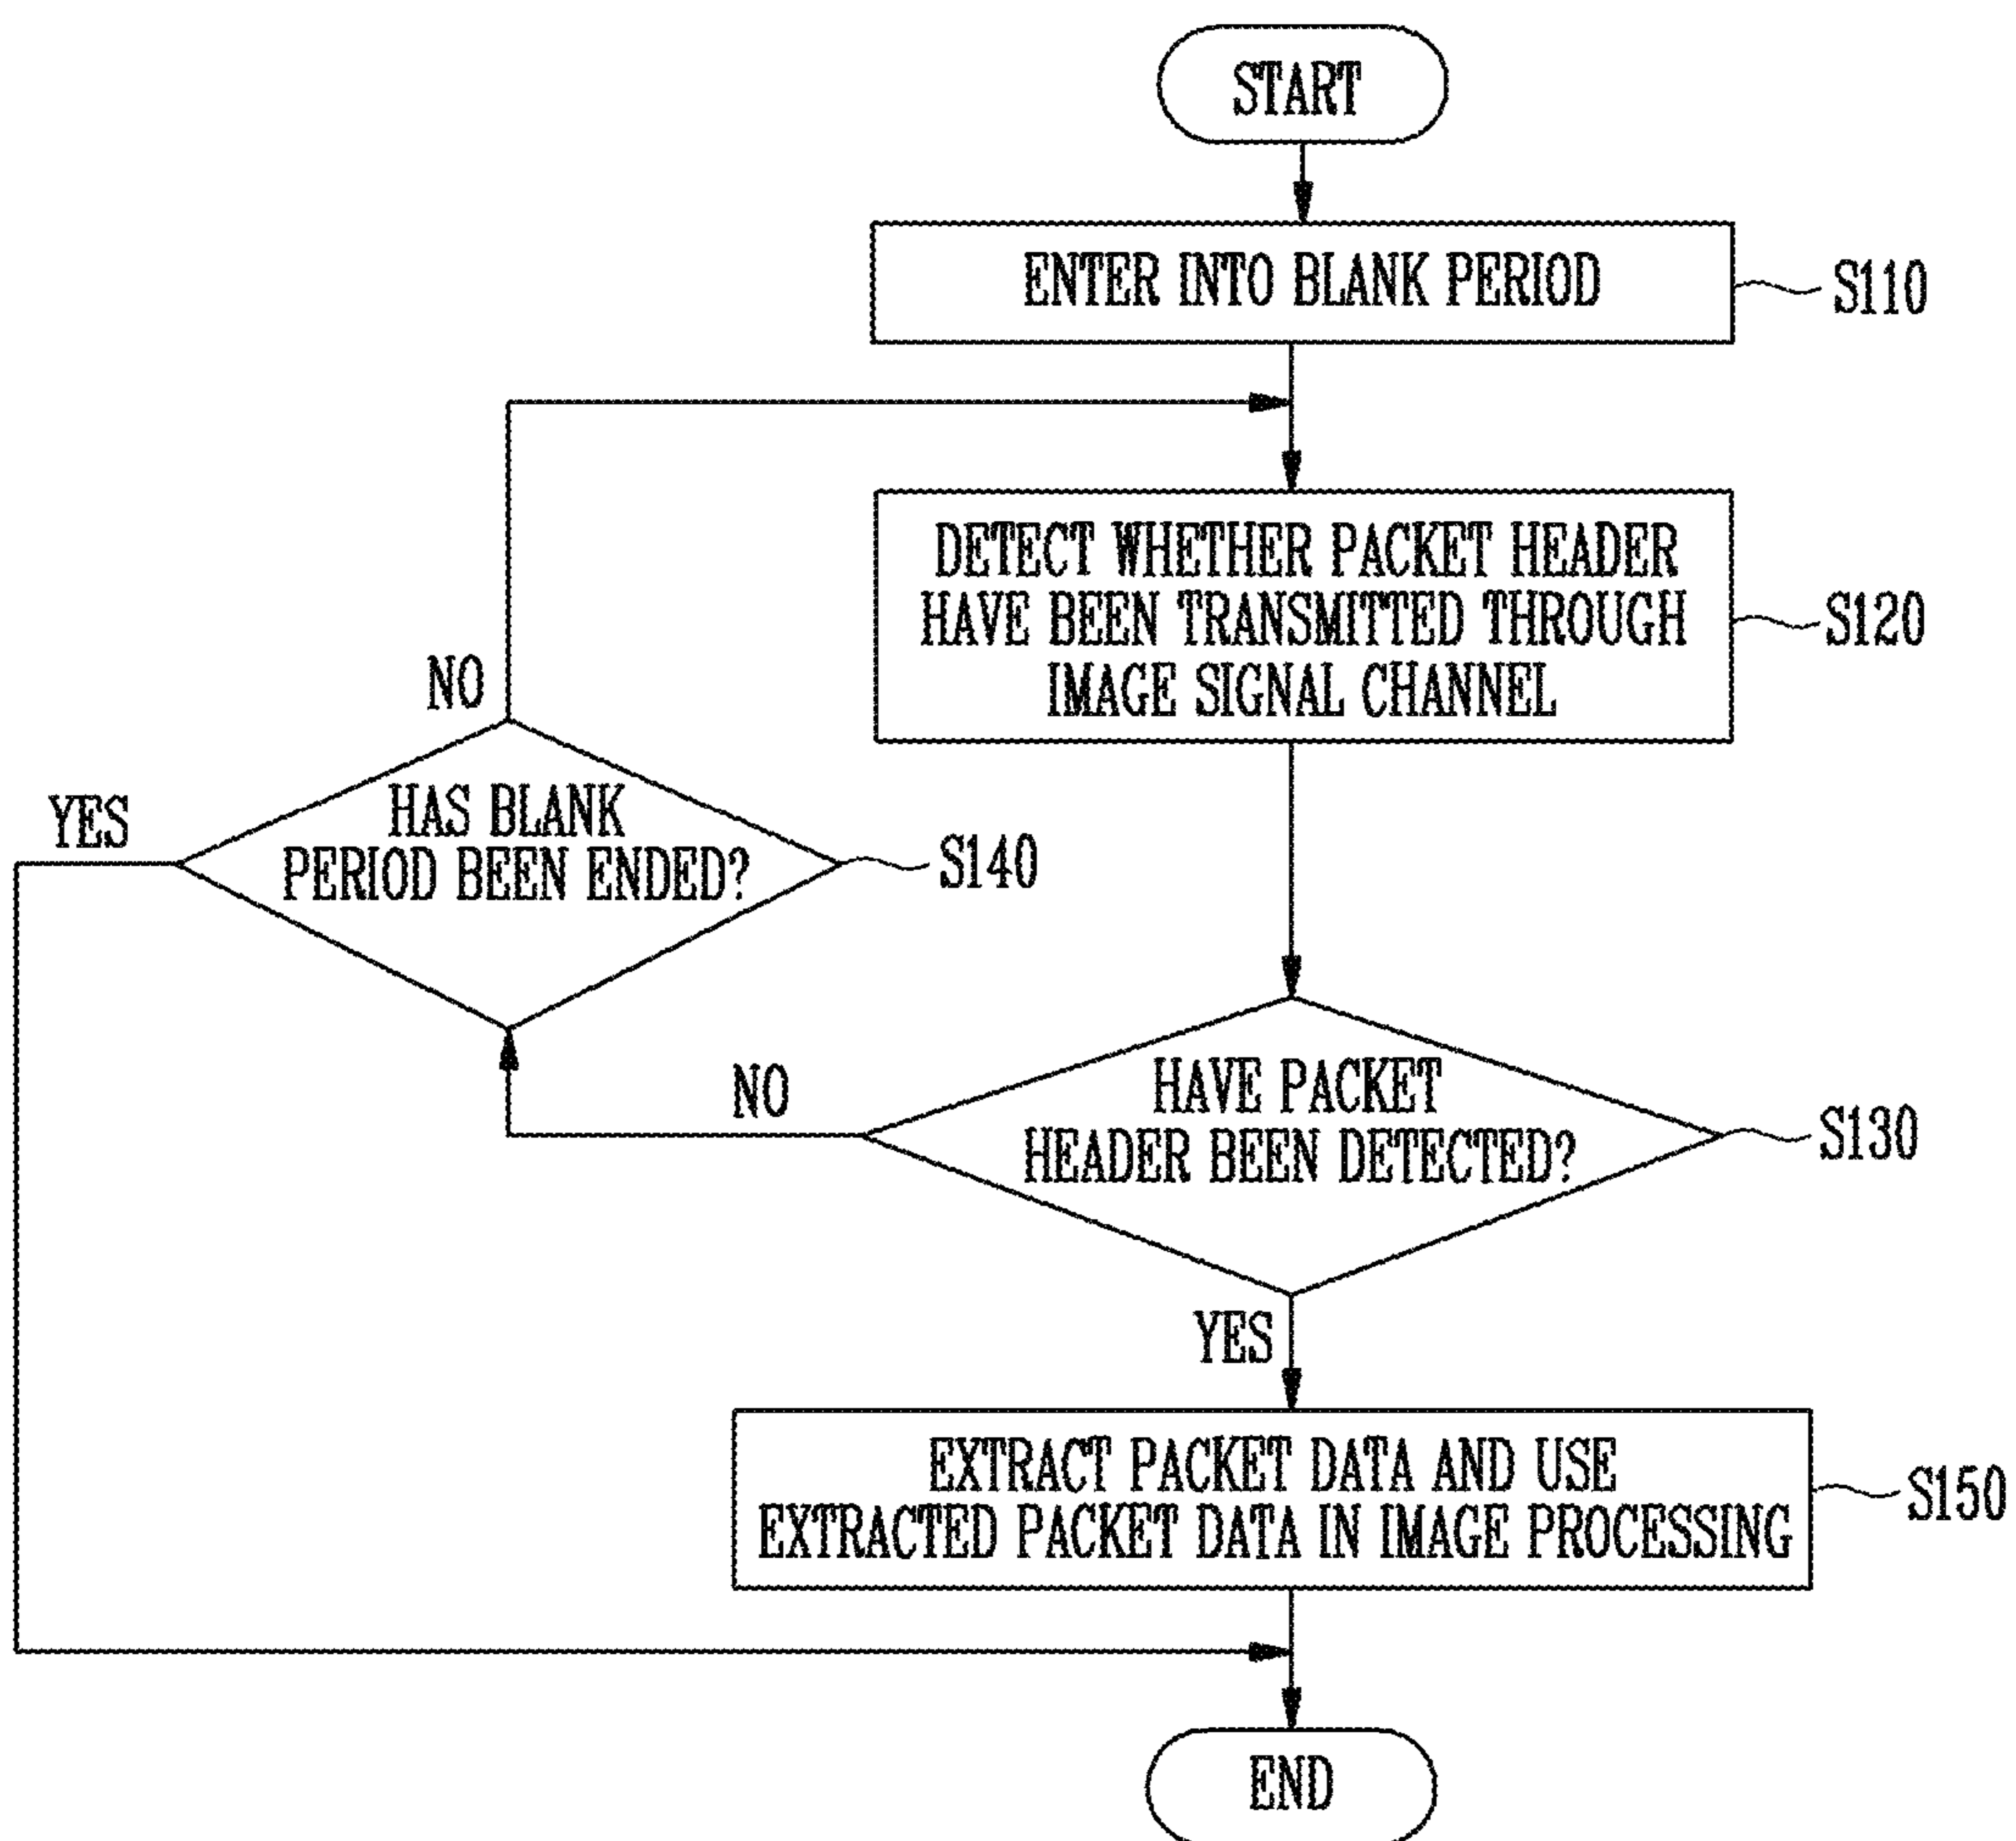 START
ENTER INTO BLANK PERIOD
S110
DETECT WHETHER PACKET HEADER
HAVE BEEN TRANSMITTED THROUGH
IMAGE SIGNAL CHANNEL
S120
NO
YES
HAS BLANK
PERIOD BEEN ENDED?
S140
NO
HAVE PACKET
HEADER BEEN DETECTED?
S130
YES
EXTRACT PACKET DATA AND USE
EXTRACTED PACKET DATA IN IMAGE PROCESSING
S150
END